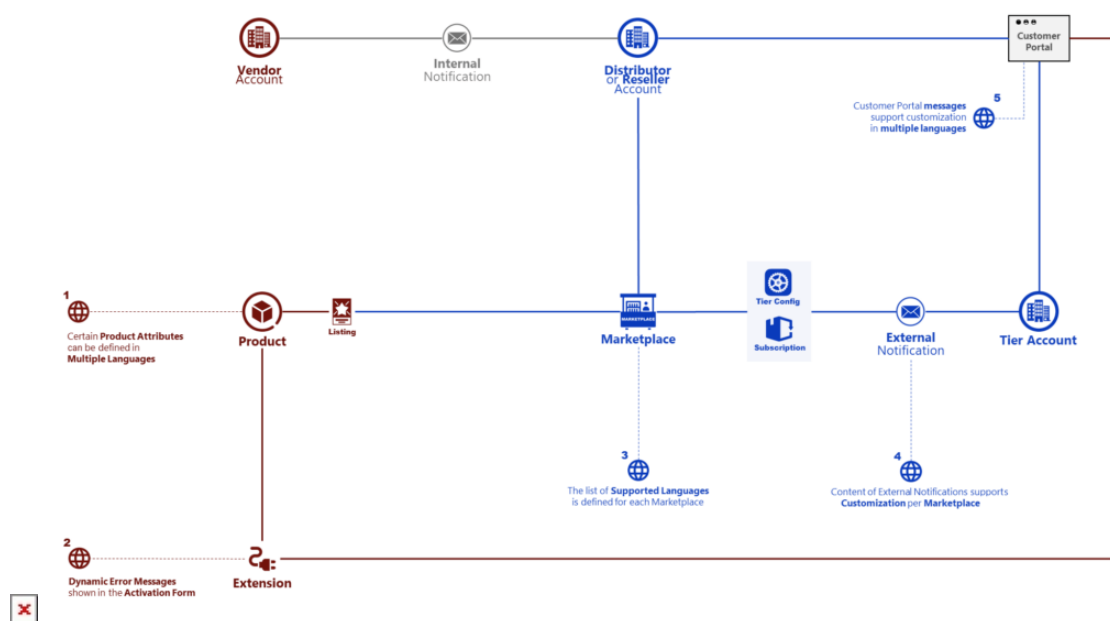 Customer
Portal
Vendor
Account
Internal
Notification
Distributor
or Reseller
Account
5
Customer Portal messages
support customization
in multiple languages
1
Certain Product Attributes
can be defined in
Multiple Languages
Product
Listing
MARKETPLACE
Marketplace
Tier Config
Subscription
External
Notification
Tier Account
3
The list of Supported Languages
is defined for each Marketplace
4
Content of External Notifications supports
Customization per Marketplace
2
Dynamic Error Messages
shown in the Activation Form
Extension